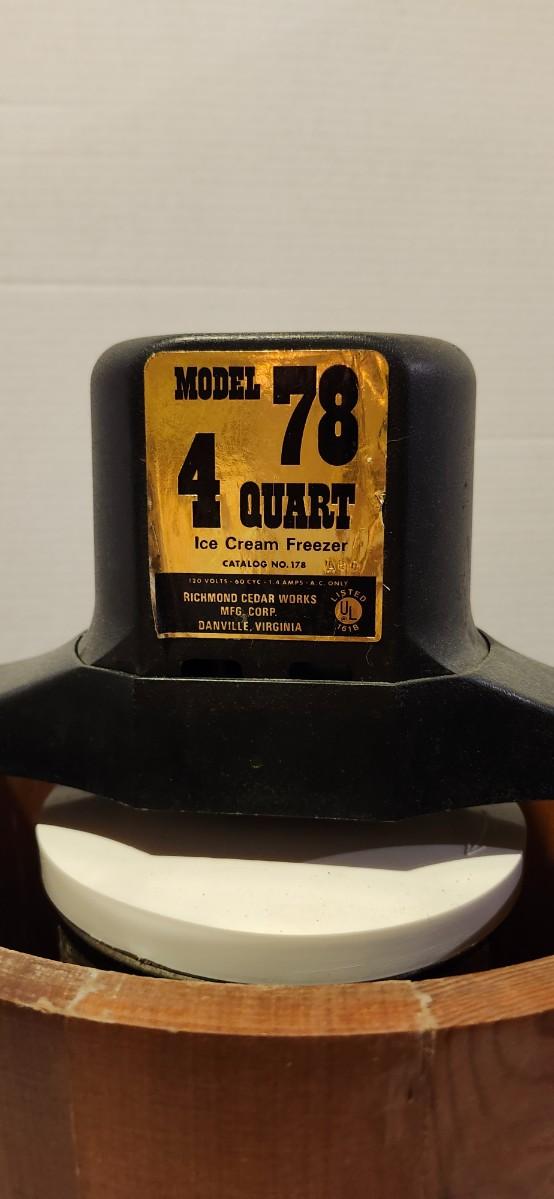 MODEL 78
4 QUART
Ice Cream Freezer
CATALOG NO. 178
120 VOLTS - 60 CYC - 1.4 AMPS - A.C. ONLY
RICHMOND CEDAR WORKS
MFG. CORP.
DANVILLE, VIRGINIA
LISTED
UL
161B